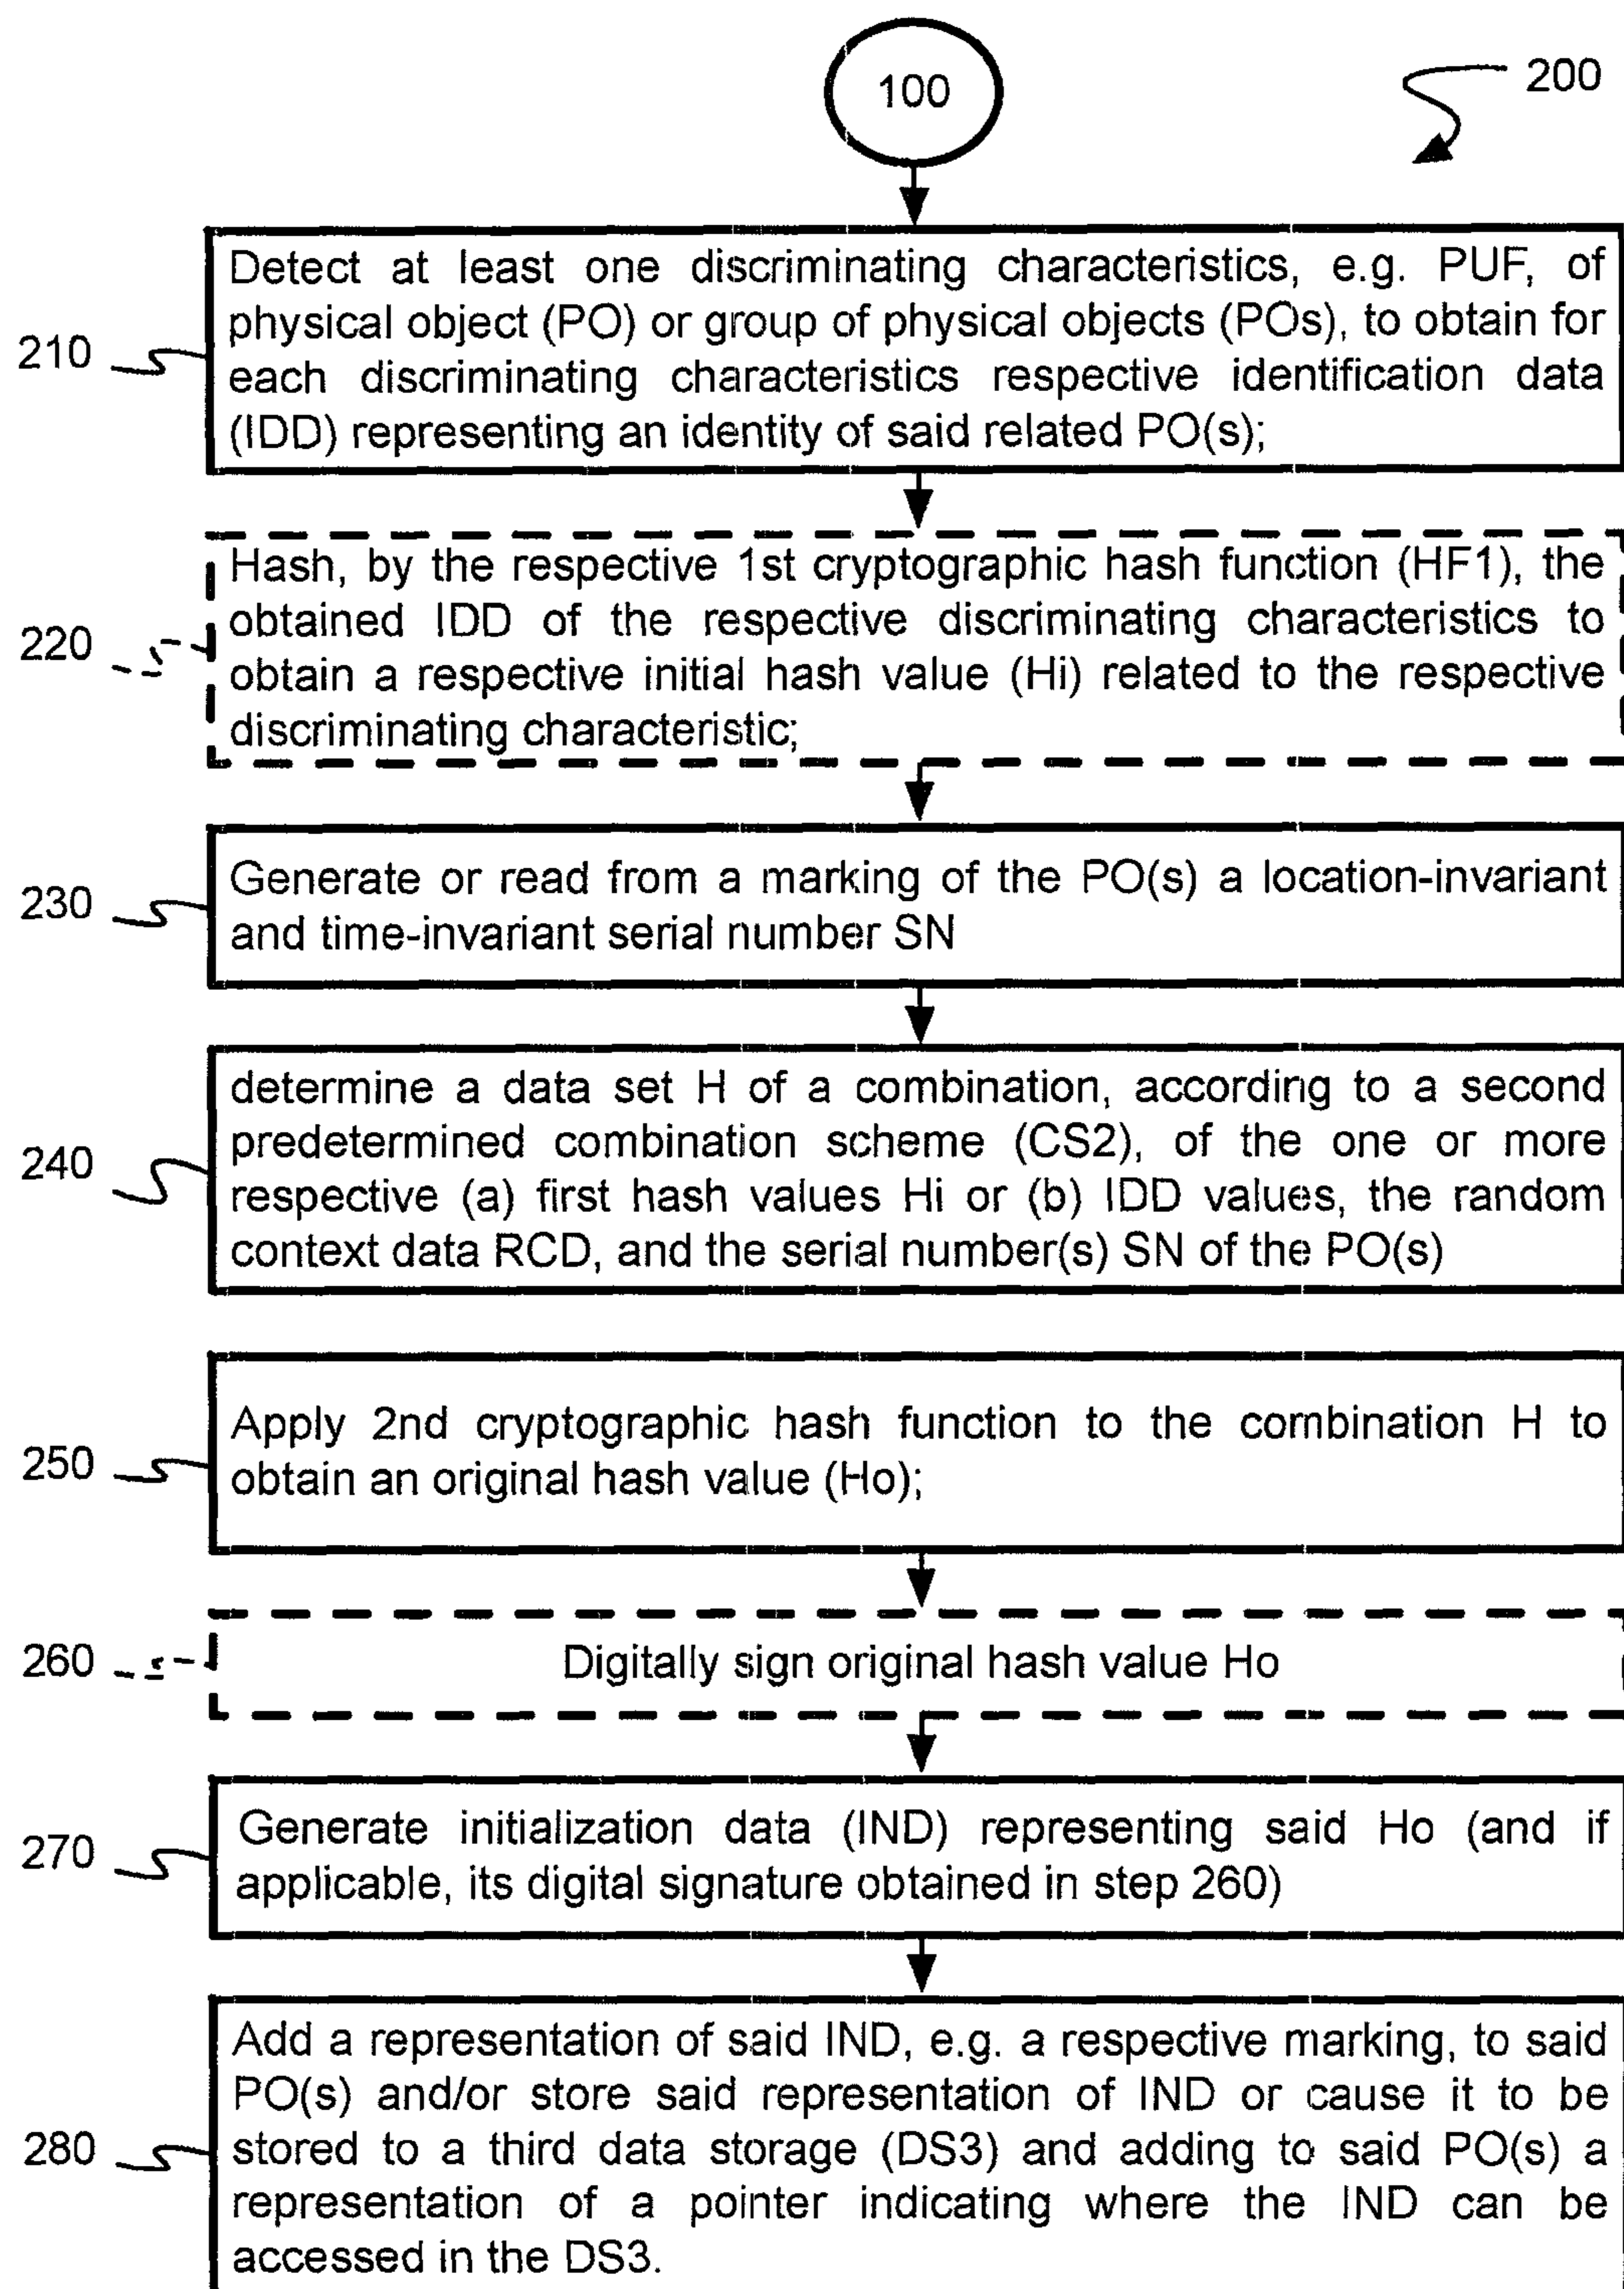 100
200
210
Detect at least one discriminating characteristics, e.g. PUF, of
physical object (PO) or group of physical objects (POs), to obtain for
each discriminating characteristics respective identification data
(IDD) representing an identity of said related PO(s);
220
Hash, by the respective 1st cryptographic hash function (HF1), the
obtained IDD of the respective discriminating characteristics to
obtain a respective initial hash value (Hi) related to the respective
discriminating characteristic;
230
Generate or read from a marking of the PO(s) a location-invariant
and time-invariant serial number SN
240
determine a data set H of a combination, according to a second
predetermined combination scheme (CS2), of the one or more
respective (a) first hash values Hi or (b) IDD values, the random
context data RCD, and the serial number(s) SN of the PO(s)
250
Apply 2nd cryptographic hash function to the combination H to
obtain an original hash value (Ho);
260
Digitally sign original hash value Ho
270
Generate initialization data (IND) representing said Ho (and if
applicable, its digital signature obtained in step 260)
280
Add a representation of said IND, e.g. a respective marking, to said
PO(s) and/or store said representation of IND or cause it to be
stored to a third data storage (DS3) and adding to said PO(s) a
representation of a pointer indicating where the IND can be
accessed in the DS3.